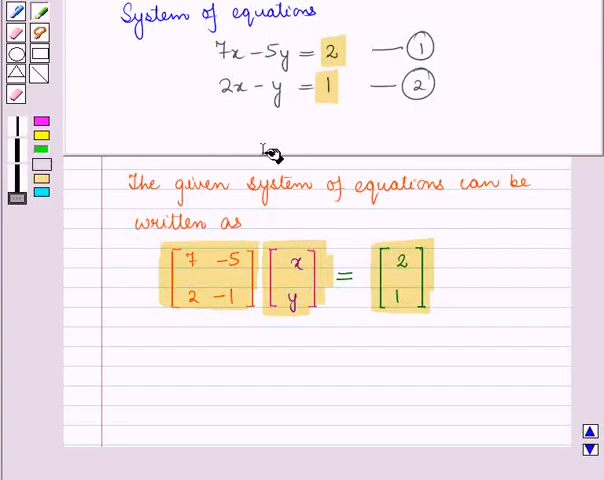 System of equations
7x - 5y = 2 — 1
2x - y = 1 — 2
The given system of equations can be
written as
[7 -5] [x] = [2]
[2 -1] [y] [1]